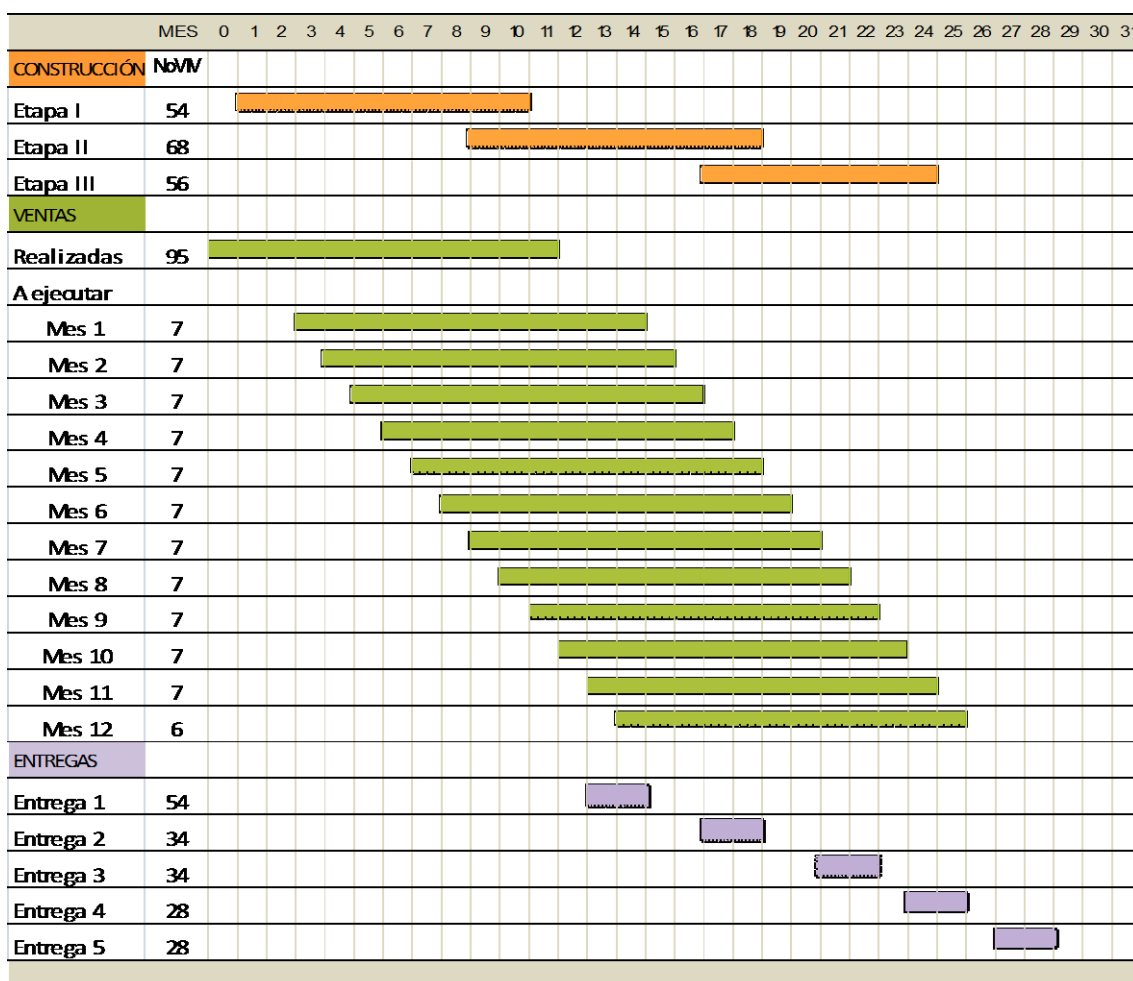 MES 0 1 2 3 4 5 6 7 8 9 10 11 12 13 14 15 16 17 18 19 20 21 22 23 24 25 26 27 28 29 30 31
CONSTRUCCIÓN NoVIV
Etapa I 54
Etapa II 68
Etapa III 56
VENTAS
Realizadas 95
A ejecutar
Mes 1 7
Mes 2 7
Mes 3 7
Mes 4 7
Mes 5 7
Mes 6 7
Mes 7 7
Mes 8 7
Mes 9 7
Mes 10 7
Mes 11 7
Mes 12 6
ENTREGAS
Entrega 1 54
Entrega 2 34
Entrega 3 34
Entrega 4 28
Entrega 5 28